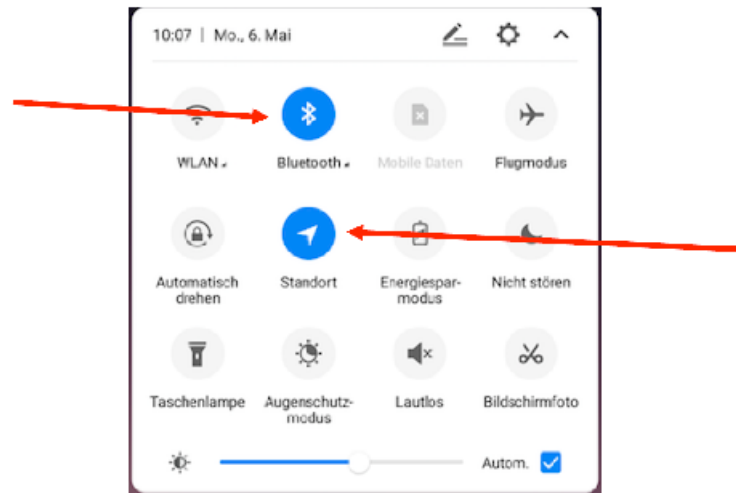 10:07 | Mo., 6. Mai
WLAN
Bluetooth
Mobile Daten
Flugmodus
Automatisch
drehen
Standort
Energiespar-
modus
Nicht stören
Taschenlampe
Augenschutz-
modus
Lautlos
Bildschirmfoto
Autom.